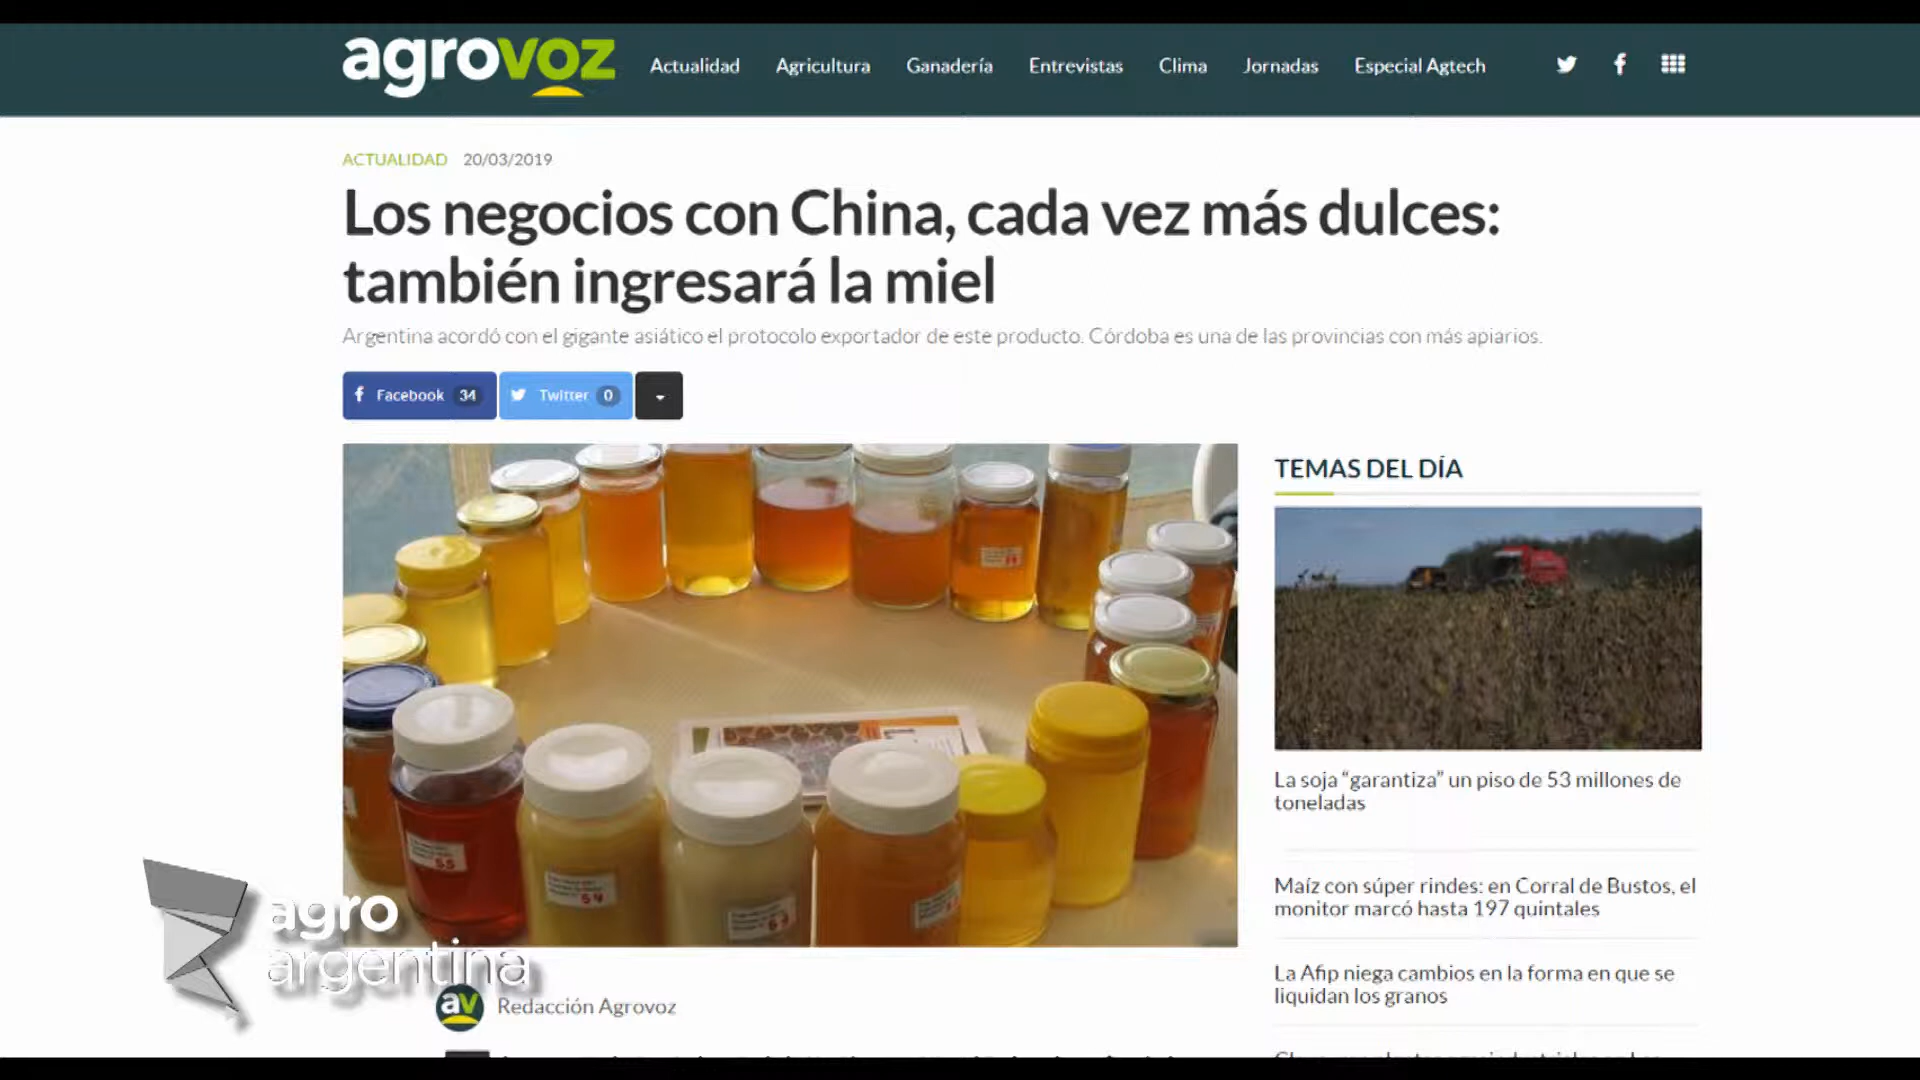 agrovoz
Actualidad Agricultura Ganadería Entrevistas Clima Jornadas Especial Agtech
ACTUALIDAD 20/03/2019
Los negocios con China, cada vez más dulces:
también ingresará la miel
Argentina acordó con el gigante asiático el protocolo exportador de este producto. Córdoba es una de las provincias con más apiarios.
Facebook 34 Twitter 0
TEMAS DEL DÍA
La soja “garantiza” un piso de 53 millones de
toneladas
Maíz con súper rindes: en Corral de Bustos, el
monitor marcó hasta 197 quintales
La Afip niega cambios en la forma en que se
liquidan los granos
agro
argentina
av Redacción Agrovoz